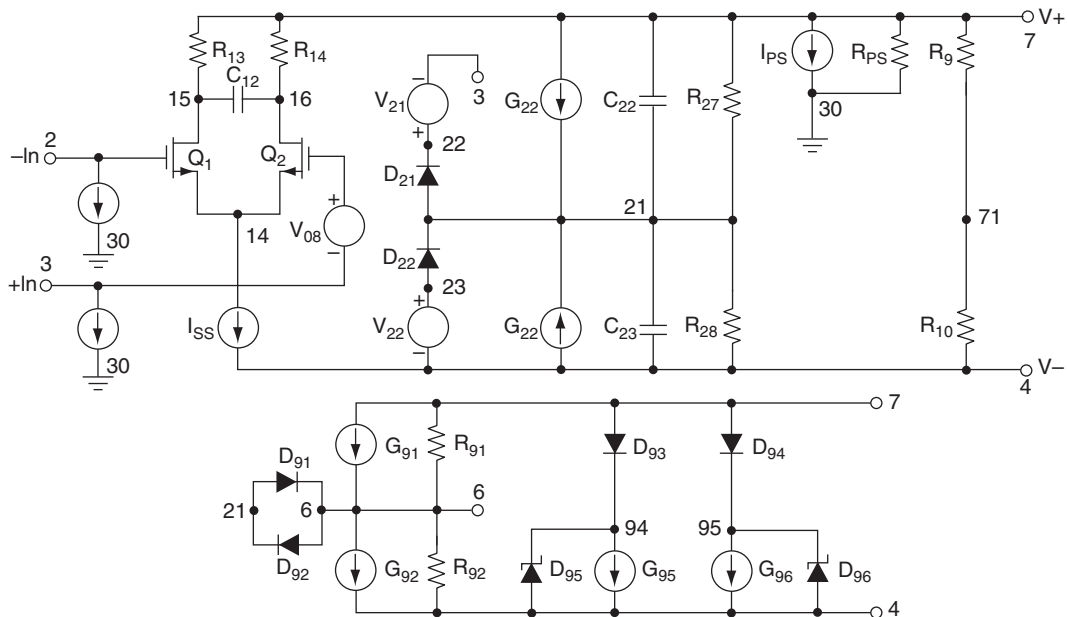 V+
7
R13
R14
C12
15
16
V21
3
22
D21
G22
C22
R27
IPS
RPS
30
R9
2
–In
Q1
Q2
30
14
V08
21
71
3
+In
30
ISS
D22
23
V22
G22
C23
R28
R10
V–
4
7
G91
R91
D93
D94
D91
21
6
6
D92
G92
R92
94
95
D95
G95
G96
D96
4